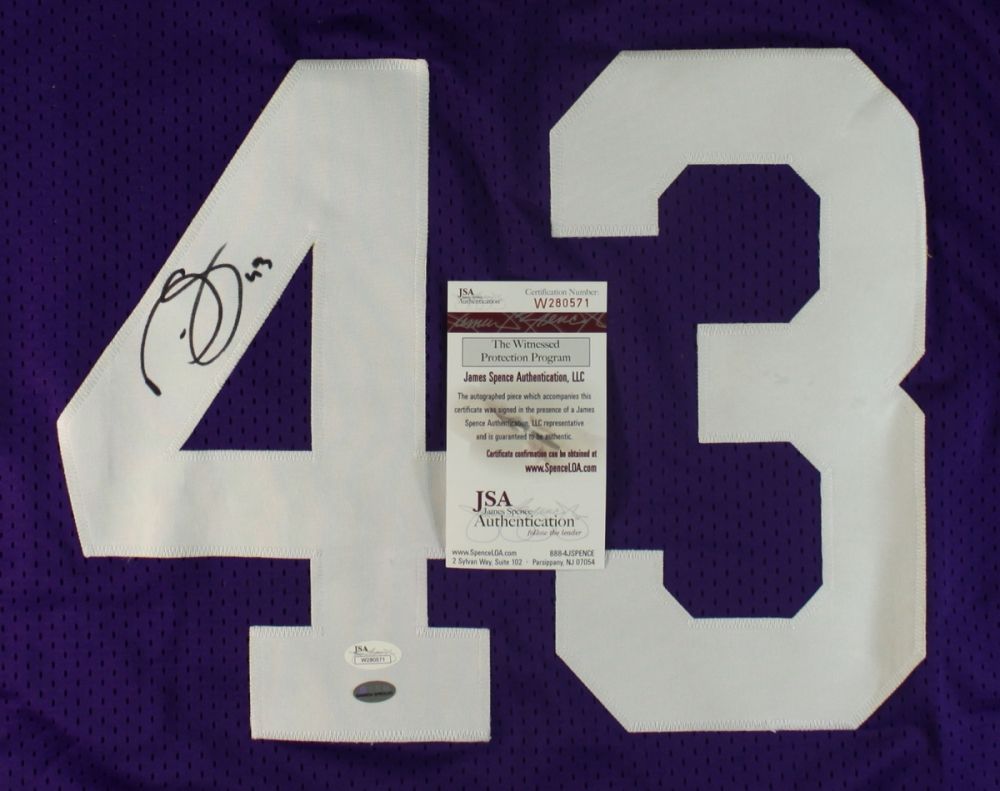 43
43
JSA
Authentication
Certification Number:
W280571
The Witnessed
Protection Program
James Spence Authentication, LLC
The autographed piece which accompanies this
certificate was signed in the presence of a James
Spence Authentication, LLC representative
and is guaranteed to be authentic.
Certificate confirmation can be obtained at
www.SpenceLOA.com
JSA
James Spence
Authentication
follow the leader
www.SpenceLOA.com 888-4JSPENCE
2 Sylvan Way, Suite 102 · Parsippany, NJ 07054
JSA
W280571